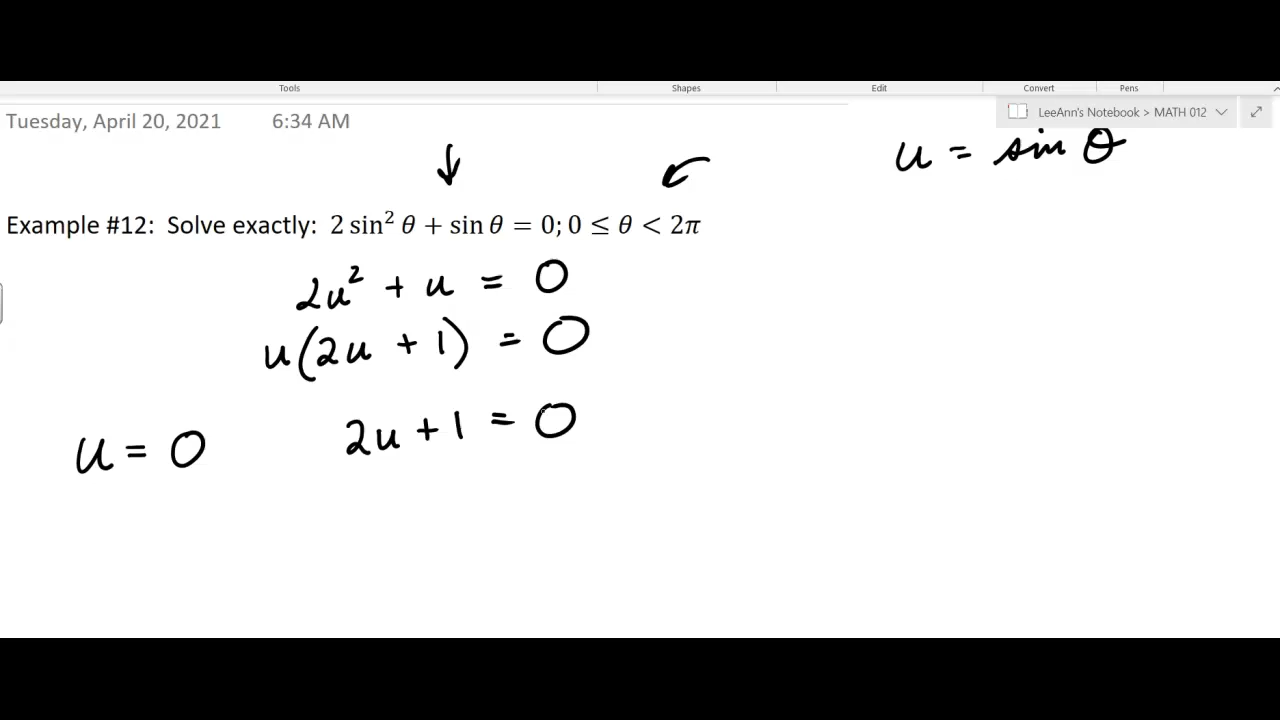 Tools Shapes Edit Convert Pens
Tuesday, April 20, 2021 6:34 AM
LeeAnn's Notebook > MATH 012
u = sin θ
Example #12: Solve exactly: 2 sin² θ + sin θ = 0; 0 ≤ θ < 2π
2u² + u = 0
u(2u + 1) = 0
u = 0 2u + 1 = 0